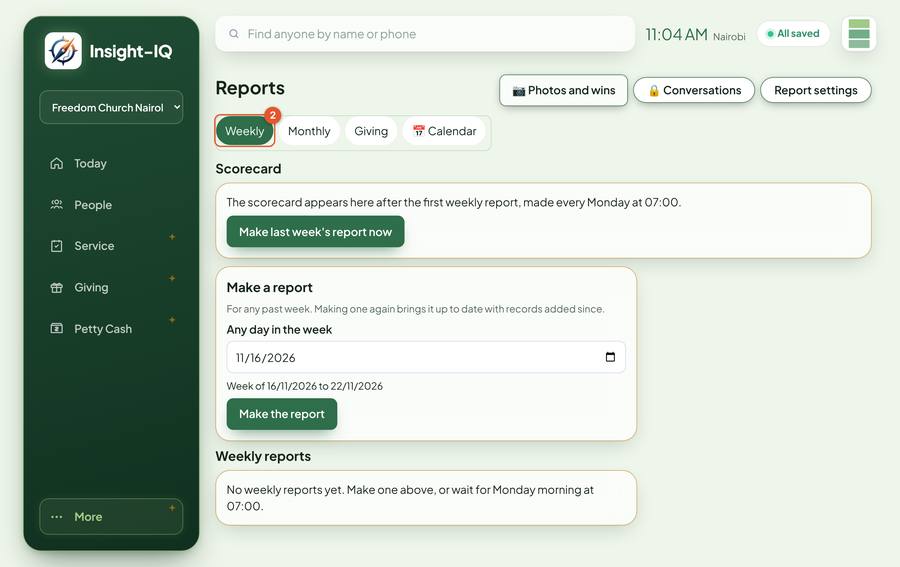 Insight-IQ
Freedom Church Nairol
Today
People
Service
Giving
Petty Cash
More
Find anyone by name or phone
11:04 AM Nairobi
All saved
Reports
📷 Photos and wins
🔒 Conversations
Report settings
Weekly
2
Monthly
Giving
📅 Calendar
Scorecard
The scorecard appears here after the first weekly report, made every Monday at 07:00.
Make last week's report now
Make a report
For any past week. Making one again brings it up to date with records added since.
Any day in the week
11/16/2026
Week of 16/11/2026 to 22/11/2026
Make the report
Weekly reports
No weekly reports yet. Make one above, or wait for Monday morning at
07:00.